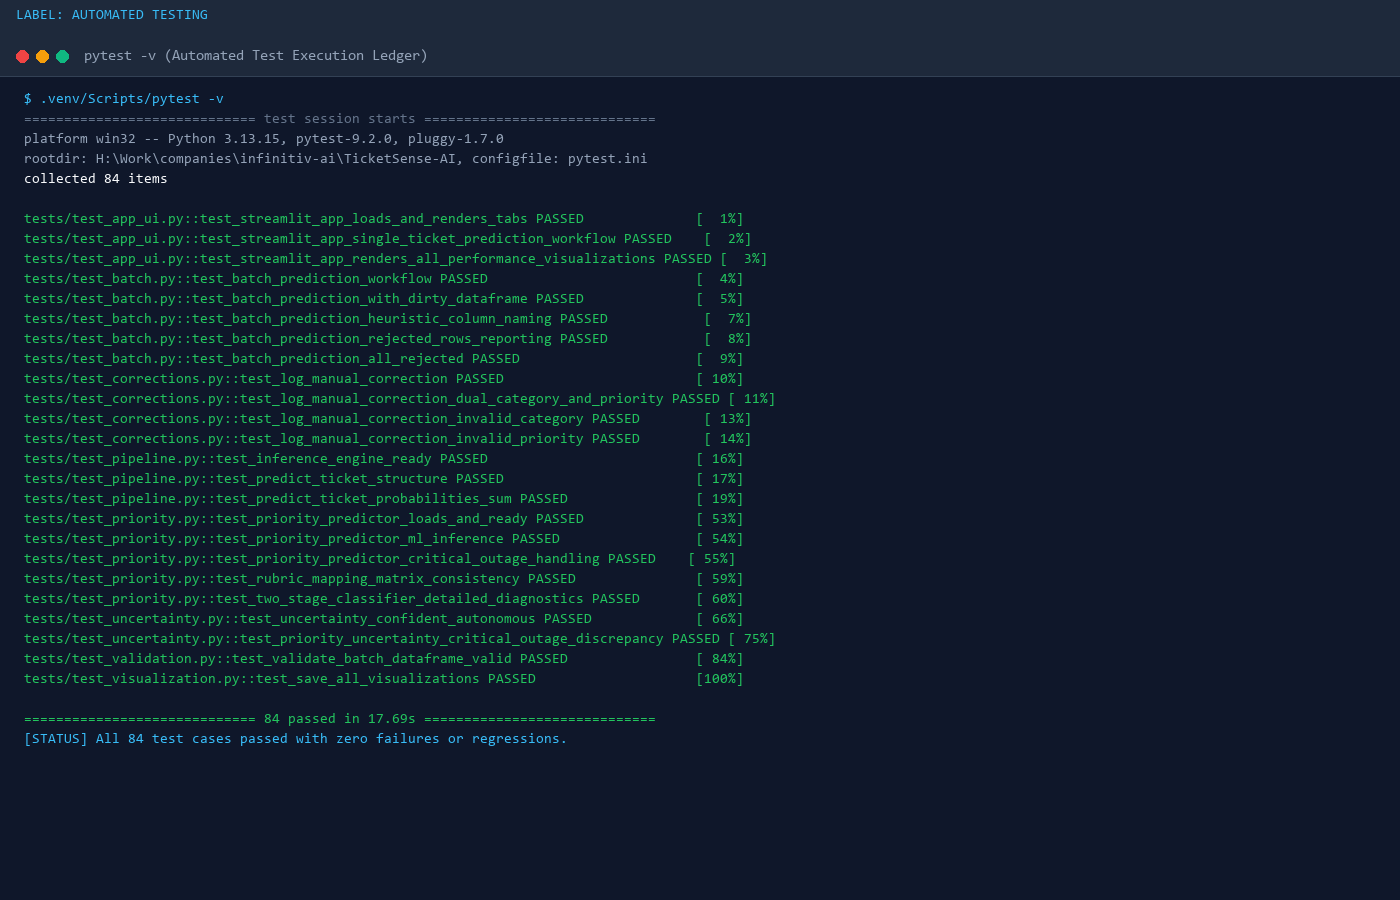 LABEL: AUTOMATED TESTING
pytest -v (Automated Test Execution Ledger)
$ .venv/Scripts/pytest -v
============================= test session starts =============================
platform win32 -- Python 3.13.15, pytest-9.2.0, pluggy-1.7.0
rootdir: H:\Work\companies\infinitiv-ai\TicketSense-AI, configfile: pytest.ini
collected 84 items
tests/test_app_ui.py::test_streamlit_app_loads_and_renders_tabs PASSED              [  1%]
tests/test_app_ui.py::test_streamlit_app_single_ticket_prediction_workflow PASSED    [  2%]
tests/test_app_ui.py::test_streamlit_app_renders_all_performance_visualizations PASSED [  3%]
tests/test_batch.py::test_batch_prediction_workflow PASSED                          [  4%]
tests/test_batch.py::test_batch_prediction_with_dirty_dataframe PASSED              [  5%]
tests/test_batch.py::test_batch_prediction_heuristic_column_naming PASSED            [  7%]
tests/test_batch.py::test_batch_prediction_rejected_rows_reporting PASSED            [  8%]
tests/test_batch.py::test_batch_prediction_all_rejected PASSED                      [  9%]
tests/test_corrections.py::test_log_manual_correction PASSED                        [ 10%]
tests/test_corrections.py::test_log_manual_correction_dual_category_and_priority PASSED [ 11%]
tests/test_corrections.py::test_log_manual_correction_invalid_category PASSED        [ 13%]
tests/test_corrections.py::test_log_manual_correction_invalid_priority PASSED        [ 14%]
tests/test_pipeline.py::test_inference_engine_ready PASSED                          [ 16%]
tests/test_pipeline.py::test_predict_ticket_structure PASSED                        [ 17%]
tests/test_pipeline.py::test_predict_ticket_probabilities_sum PASSED                [ 19%]
tests/test_priority.py::test_priority_predictor_loads_and_ready PASSED              [ 53%]
tests/test_priority.py::test_priority_predictor_ml_inference PASSED                 [ 54%]
tests/test_priority.py::test_priority_predictor_critical_outage_handling PASSED    [ 55%]
tests/test_priority.py::test_rubric_mapping_matrix_consistency PASSED               [ 59%]
tests/test_priority.py::test_two_stage_classifier_detailed_diagnostics PASSED       [ 60%]
tests/test_uncertainty.py::test_uncertainty_confident_autonomous PASSED             [ 66%]
tests/test_uncertainty.py::test_priority_uncertainty_critical_outage_discrepancy PASSED [ 75%]
tests/test_validation.py::test_validate_batch_dataframe_valid PASSED                [ 84%]
tests/test_visualization.py::test_save_all_visualizations PASSED                    [100%]
============================= 84 passed in 17.69s =============================
[STATUS] All 84 test cases passed with zero failures or regressions.